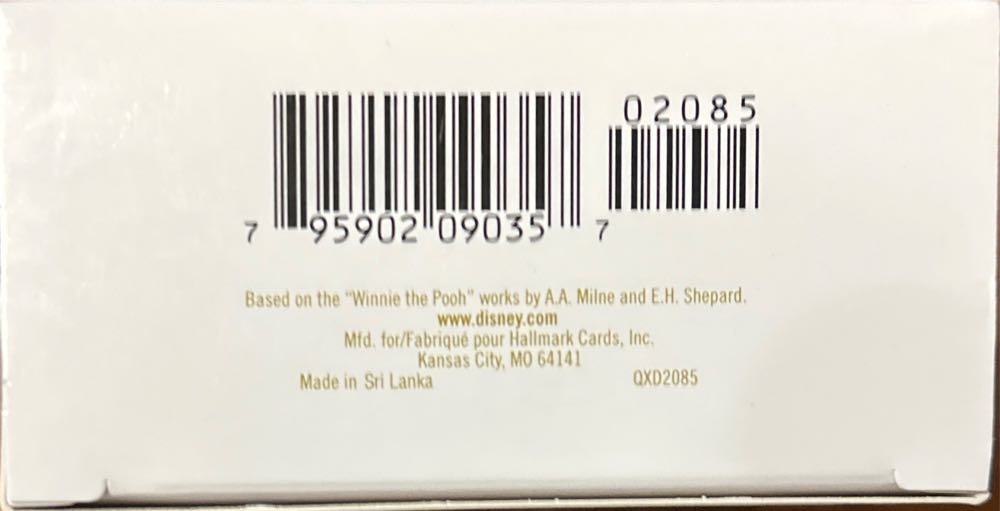 02085
7 95902 09035 7
Based on the "Winnie the Pooh" works by A.A. Milne and E.H. Shepard.
www.disney.com
Mfd. for/Fabriqué pour Hallmark Cards, Inc.
Kansas City, MO 64141
Made in Sri Lanka QXD2085